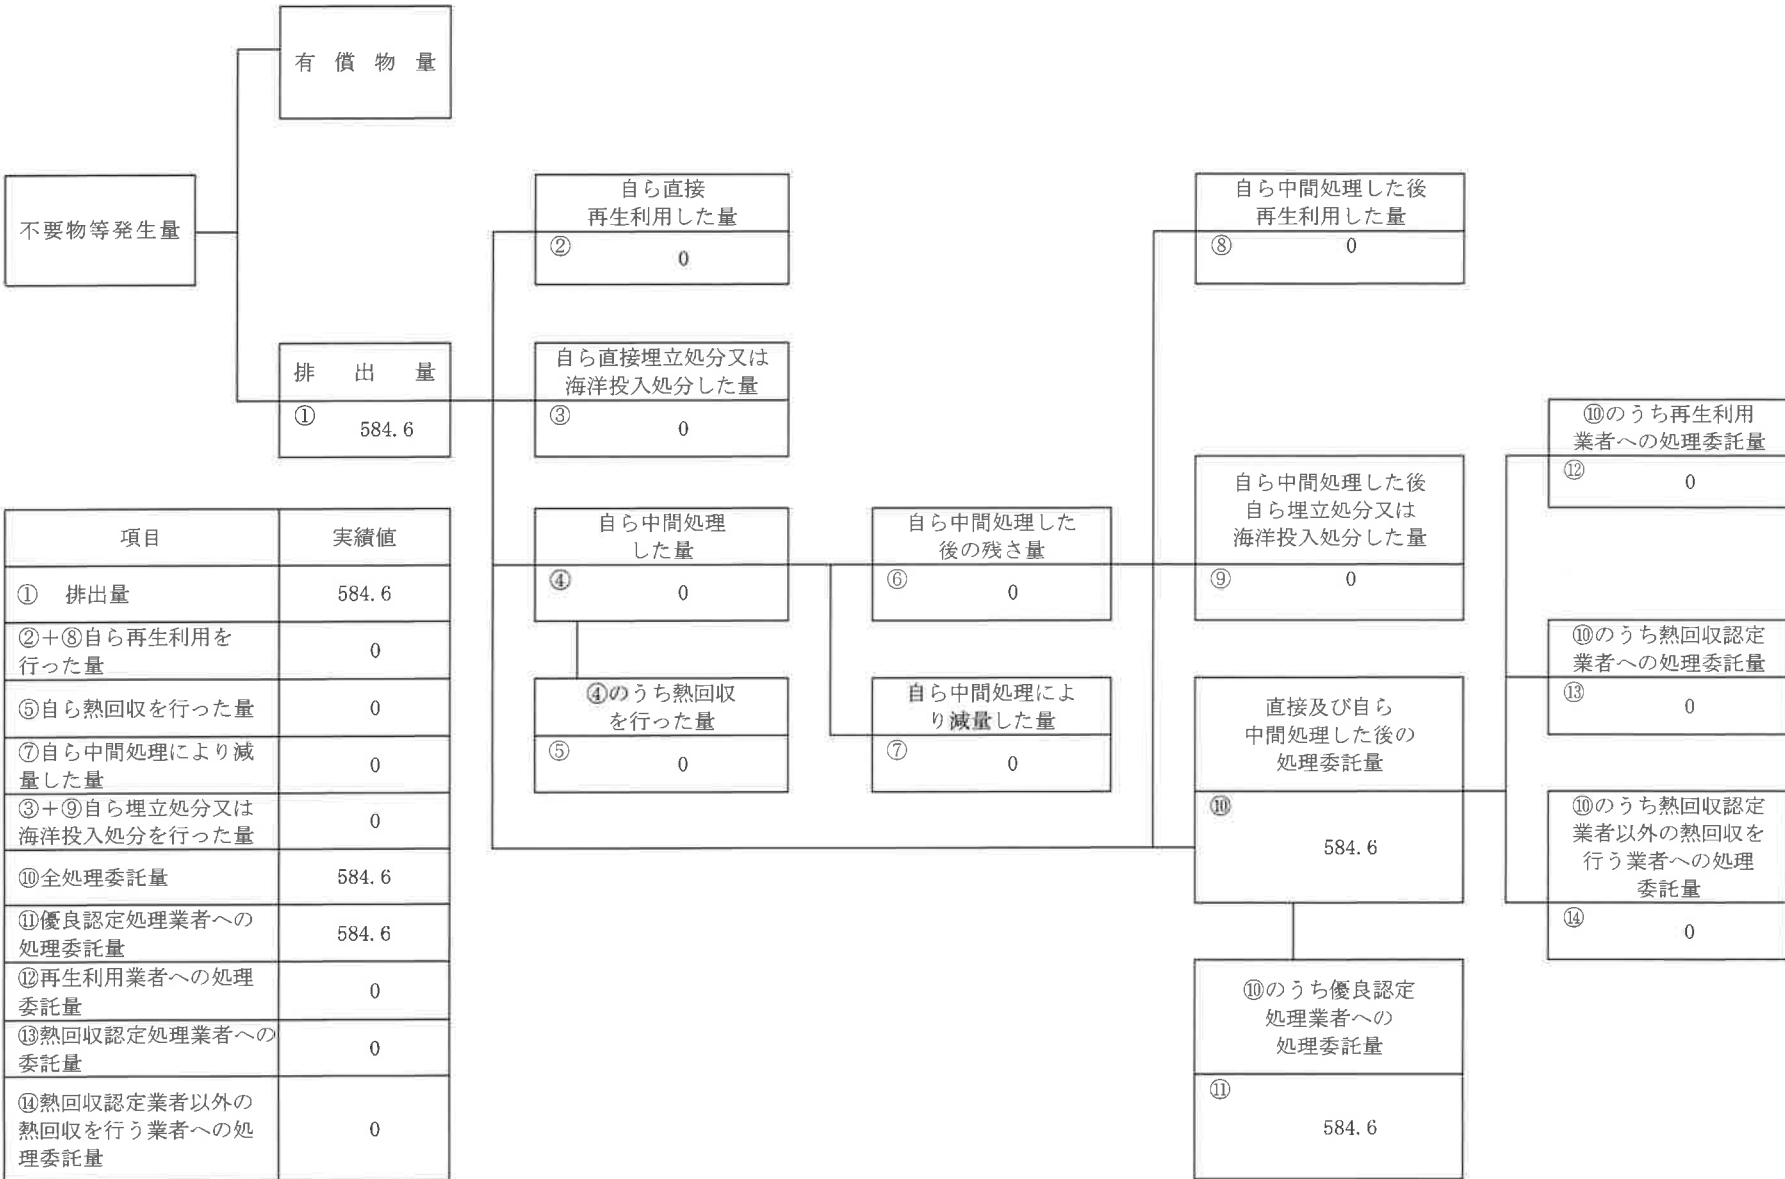 有償物量
不要物等発生量
排出量
① 584.6
自ら直接
再生利用した量
② 0
自ら直接埋立処分又は
海洋投入処分した量
③ 0
自ら中間処理
した量
④ 0
④のうち熱回収
を行った量
⑤ 0
自ら中間処理した
後の残さ量
⑥ 0
自ら中間処理によ
り減量した量
⑦ 0
自ら中間処理した後
再生利用した量
⑧ 0
自ら中間処理した後
自ら埋立処分又は
海洋投入処分した量
⑨ 0
直接及び自ら
中間処理した後の
処理委託量
⑩
584.6
⑩のうち優良認定
処理業者への
処理委託量
⑪
584.6
⑩のうち再生利用
業者への処理委託量
⑫ 0
⑩のうち熱回収認定
業者への処理委託量
⑬ 0
⑩のうち熱回収認定
業者以外の熱回収を
行う業者への処理
委託量
⑭ 0
項目 実績値
① 排出量 584.6
②+⑧自ら再生利用を
行った量 0
⑤自ら熱回収を行った量 0
⑦自ら中間処理により減
量した量 0
③+⑨自ら埋立処分又は
海洋投入処分を行った量 0
⑩全処理委託量 584.6
⑪優良認定処理業者への
処理委託量 584.6
⑫再生利用業者への処理
委託量 0
⑬熱回収認定処理業者への
委託量 0
⑭熱回収認定業者以外の
熱回収を行う業者への処
理委託量 0